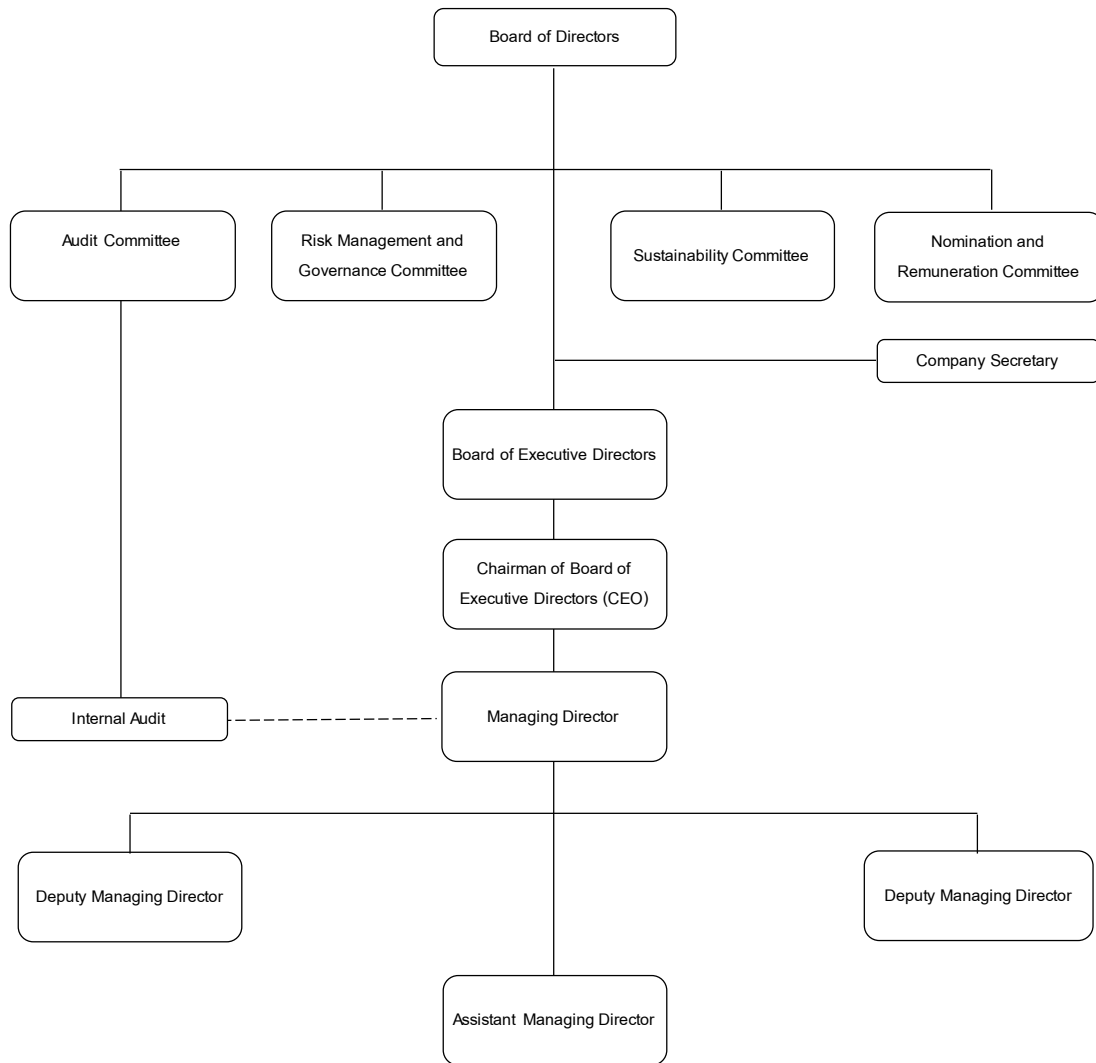 Board of Directors
Audit Committee
Risk Management and
Governance Committee
Sustainability Committee
Nomination and
Remuneration Committee
Company Secretary
Board of Executive Directors
Chairman of Board of
Executive Directors (CEO)
Internal Audit
Managing Director
Deputy Managing Director
Deputy Managing Director
Assistant Managing Director